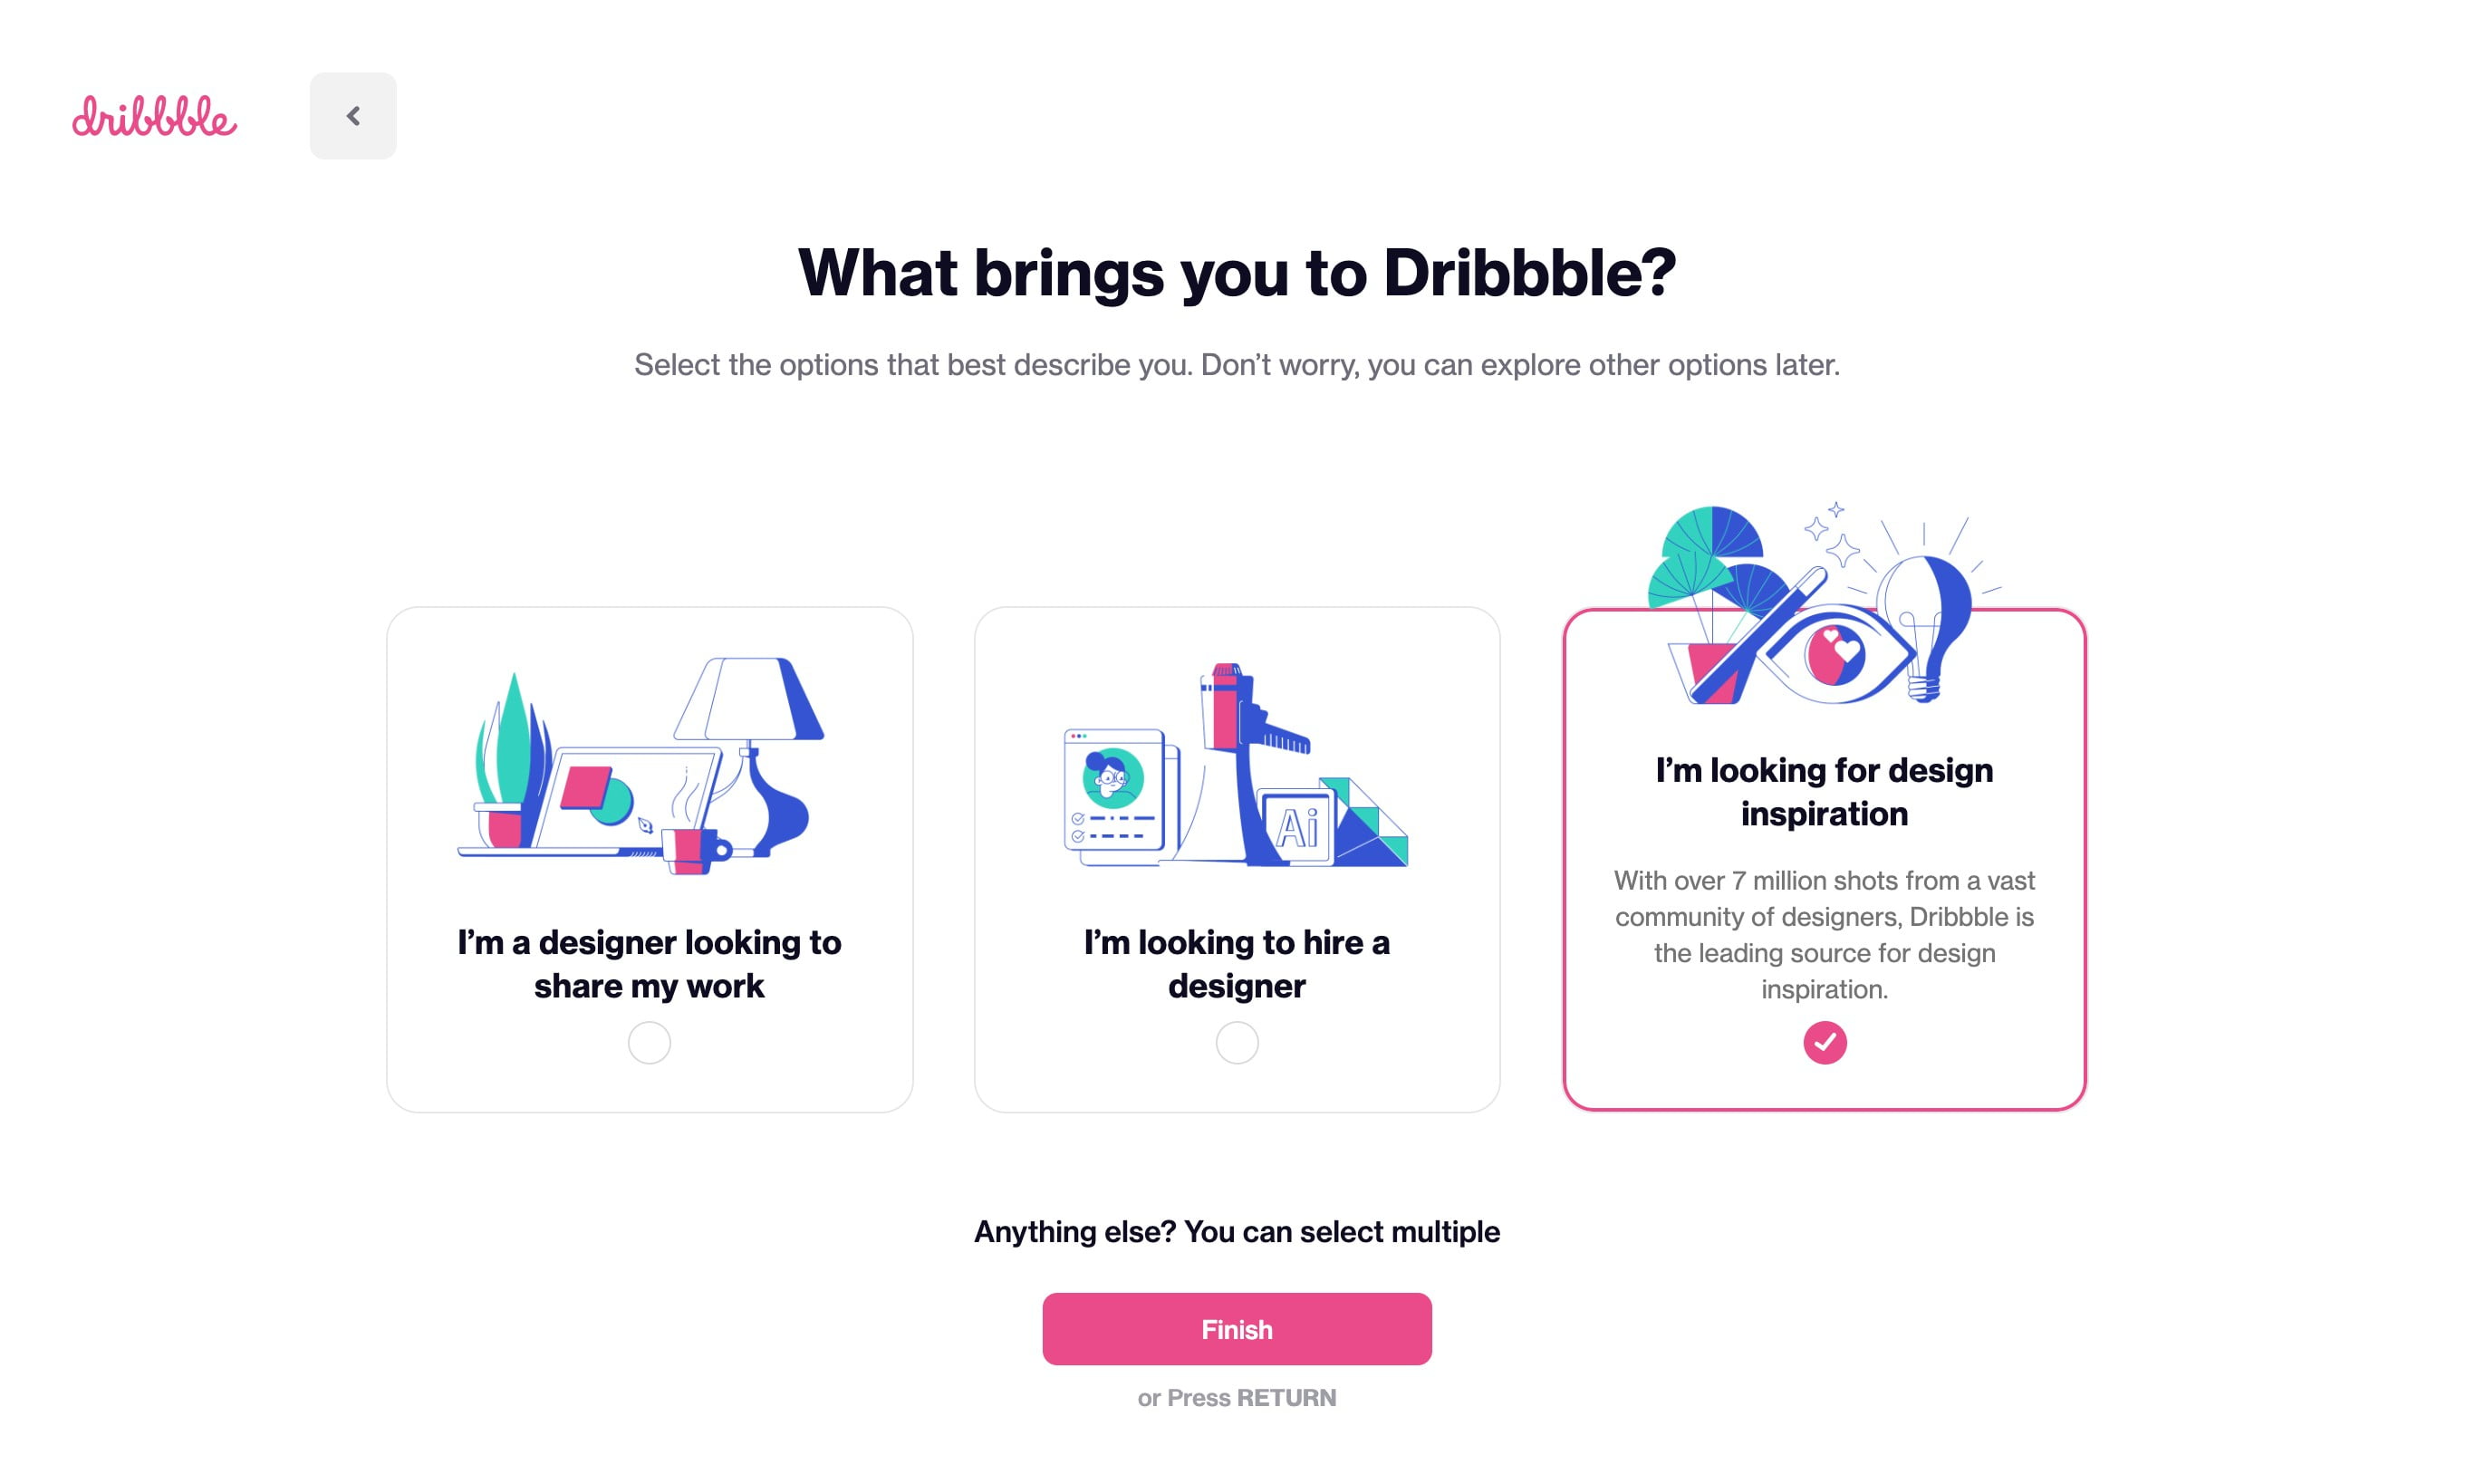 dribbble
What brings you to Dribbble?
Select the options that best describe you. Don’t worry, you can explore other options later.
Ai
I’m a designer looking to
share my work
I’m looking to hire a
designer
I’m looking for design
inspiration
With over 7 million shots from a vast
community of designers, Dribbble is
the leading source for design
inspiration.
Anything else? You can select multiple
Finish
or Press RETURN